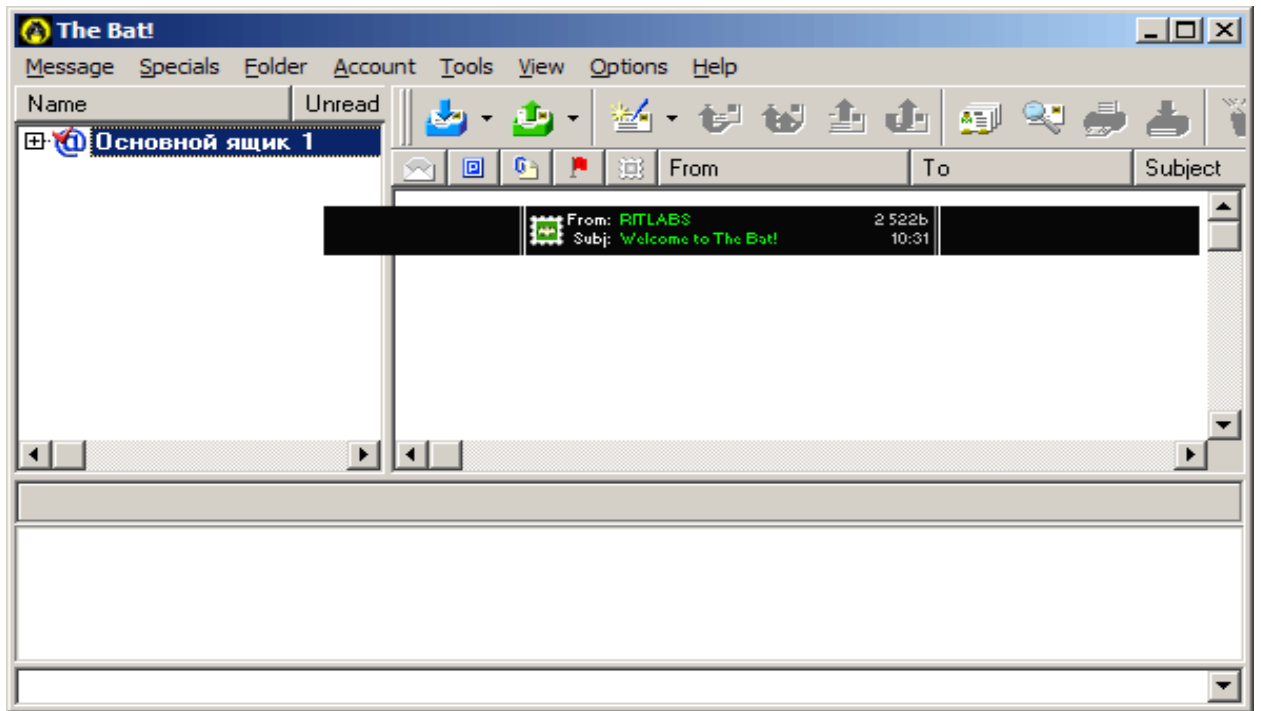 The Bat!
Message Specials Folder Account Tools View Options Help
Name Unread
Основной ящик 1
From To Subject
From: RITLABS 2 522b
Subj: Welcome to The Bat! 10:31